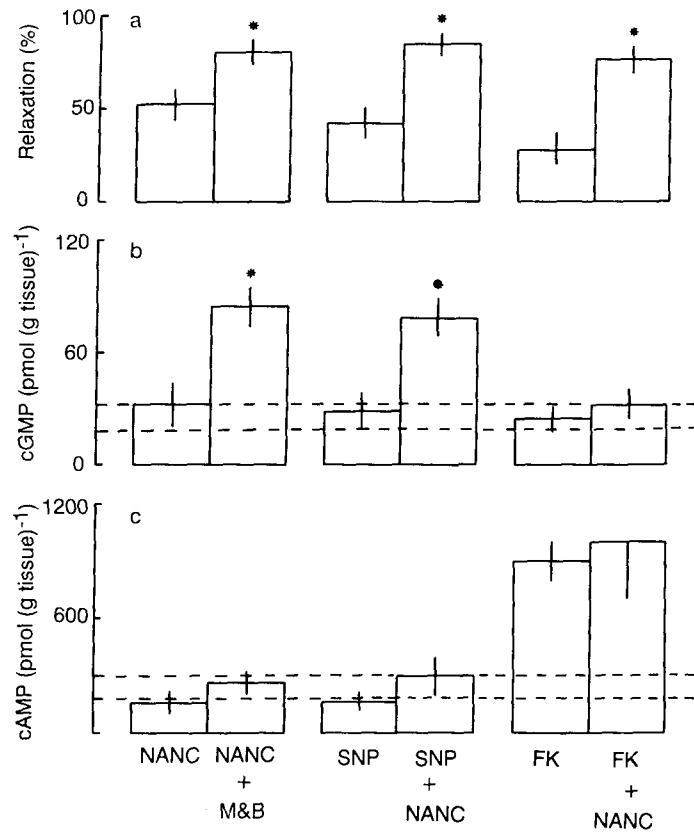 a
Relaxation (%)
100
50
0
b
cGMP (pmol (g tissue)⁻¹)
120
60
0
c
cAMP (pmol (g tissue)⁻¹)
1200
600
NANC
NANC
+
M&B
SNP
SNP
+
NANC
FK
FK
+
NANC